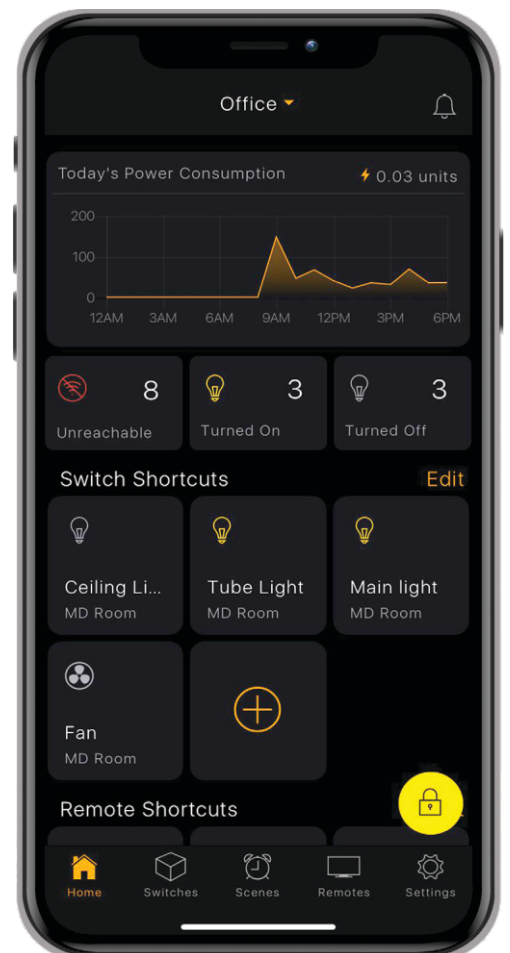 Office
Today's Power Consumption
0.03 units
200
100
0
12AM 3AM 6AM 9AM 12PM 3PM 6PM
8 3 3
Unreachable Turned On Turned Off
Switch Shortcuts Edit
Ceiling Li... Tube Light Main light
MD Room MD Room MD Room
Fan
MD Room
Remote Shortcuts
Home Switches Scenes Remotes Settings